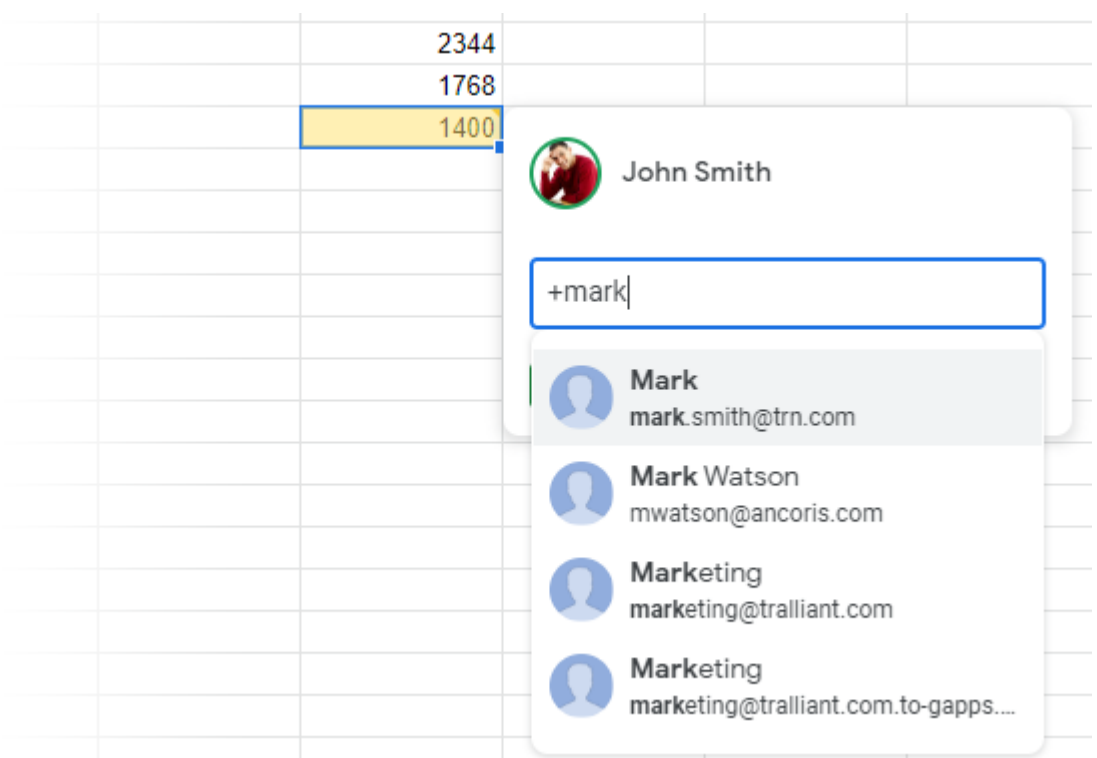 2344
1768
1400
John Smith
+mark
Mark
mark.smith@trn.com
Mark Watson
mwatson@ancoris.com
Marketing
marketing@tralliant.com
Marketing
marketing@tralliant.com.to-gapps....